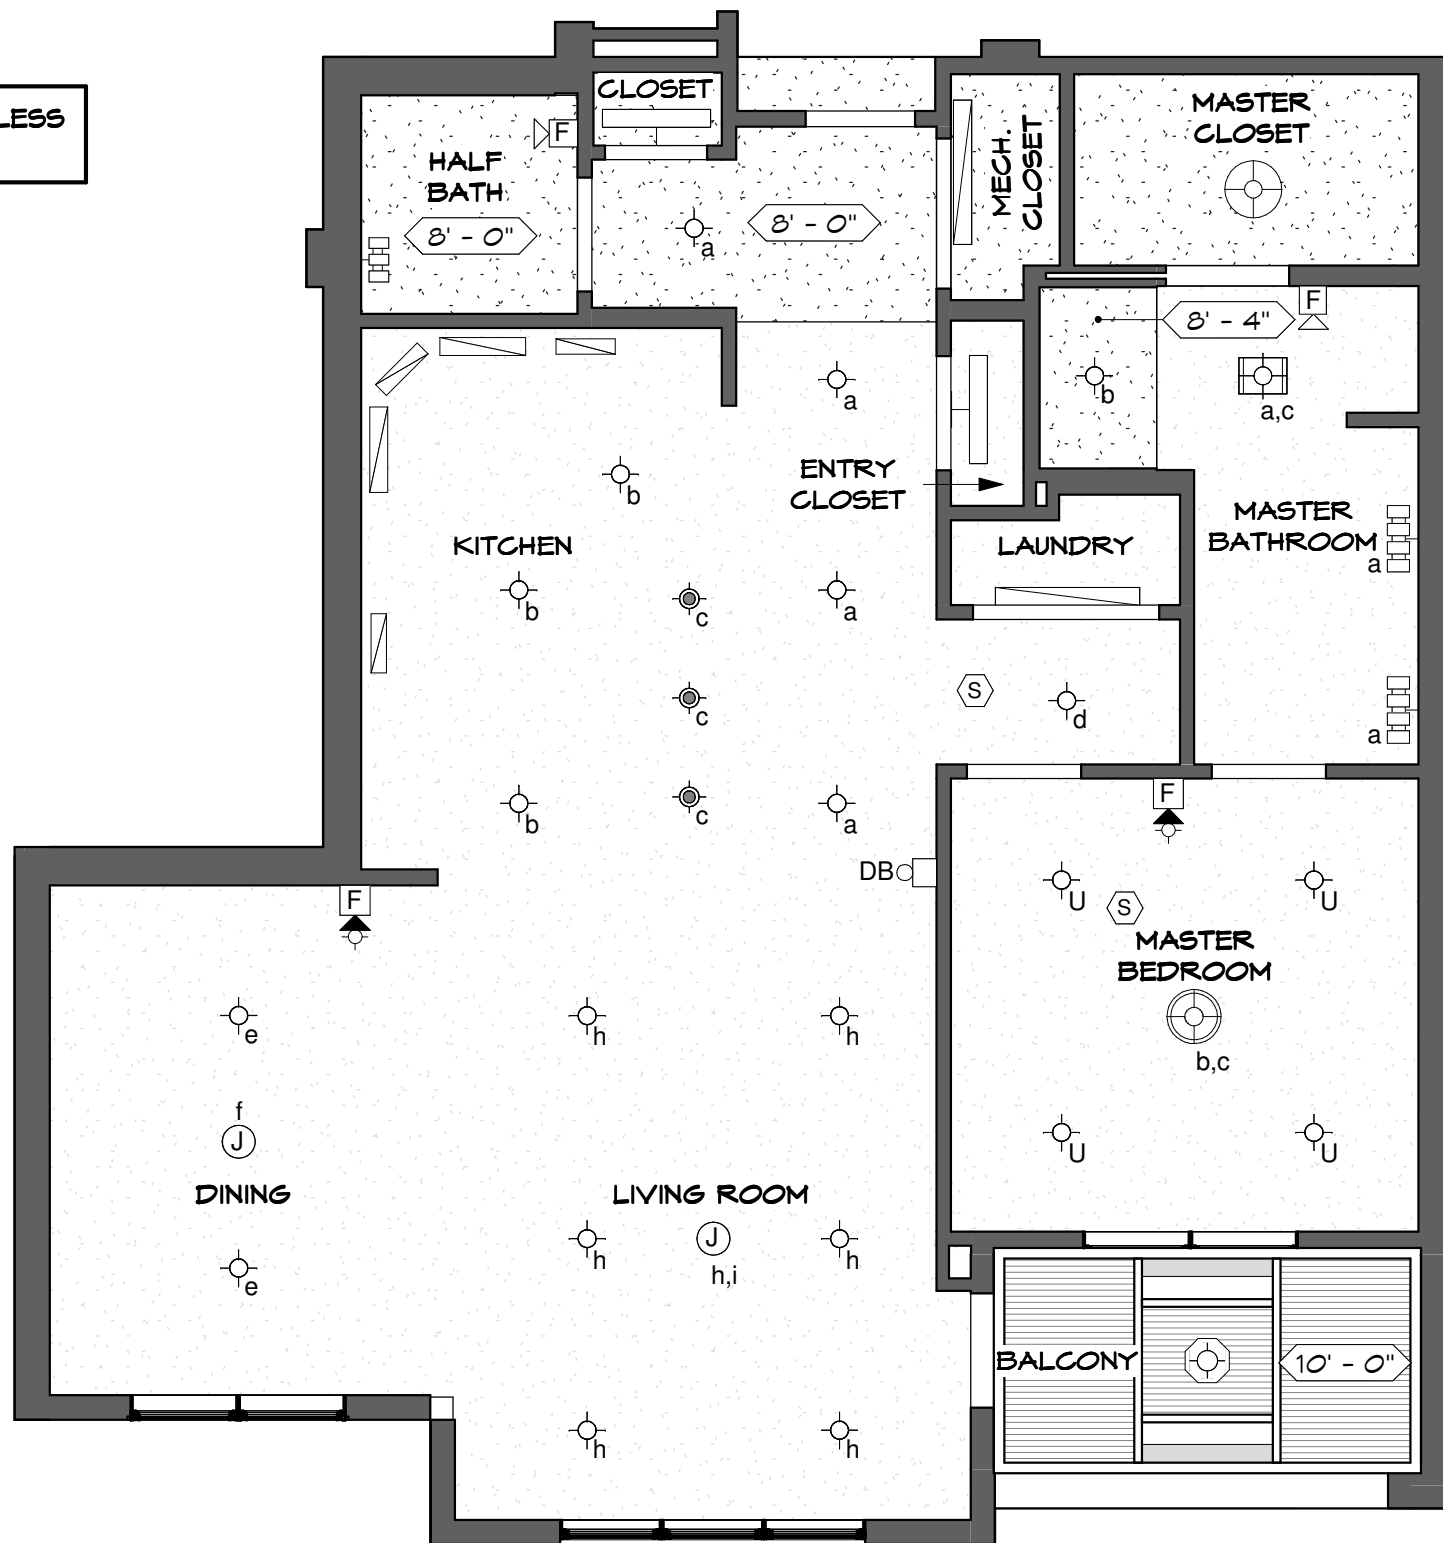 LESS
CLOSET
MASTER
CLOSET
MECH.
CLOSET
F
HALF
BATH
8' - 0"
8' - 0"
a
F
8' - 4"
a
b
a,c
b
ENTRY
CLOSET
MASTER
BATHROOM
a
KITCHEN
LAUNDRY
b
c
a
S
c
d
a
b
c
a
F
DB
F
U
S
U
MASTER
BEDROOM
e
h
h
b,c
f
J
U
U
DINING
LIVING ROOM
J
h
h
h,i
e
BALCONY
10' - 0"
h
h